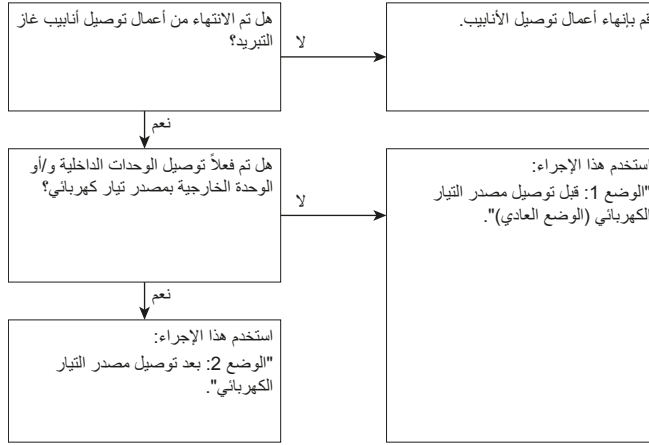 هل تم الانتهاء من أعمال توصيل أنابيب غاز
التبريد؟
لا
قم بإنهاء أعمال توصيل الأنابيب.
نعم
هل تم فعلاً توصيل الوحدات الداخلية و/أو
الوحدة الخارجية بمصدر تيار كهربائي؟
لا
استخدم هذا الإجراء:
"الوضع 1: قبل توصيل مصدر التيار
الكهربائي (الوضع العادي)".
نعم
استخدم هذا الإجراء:
"الوضع 2: بعد توصيل مصدر التيار
الكهربائي".